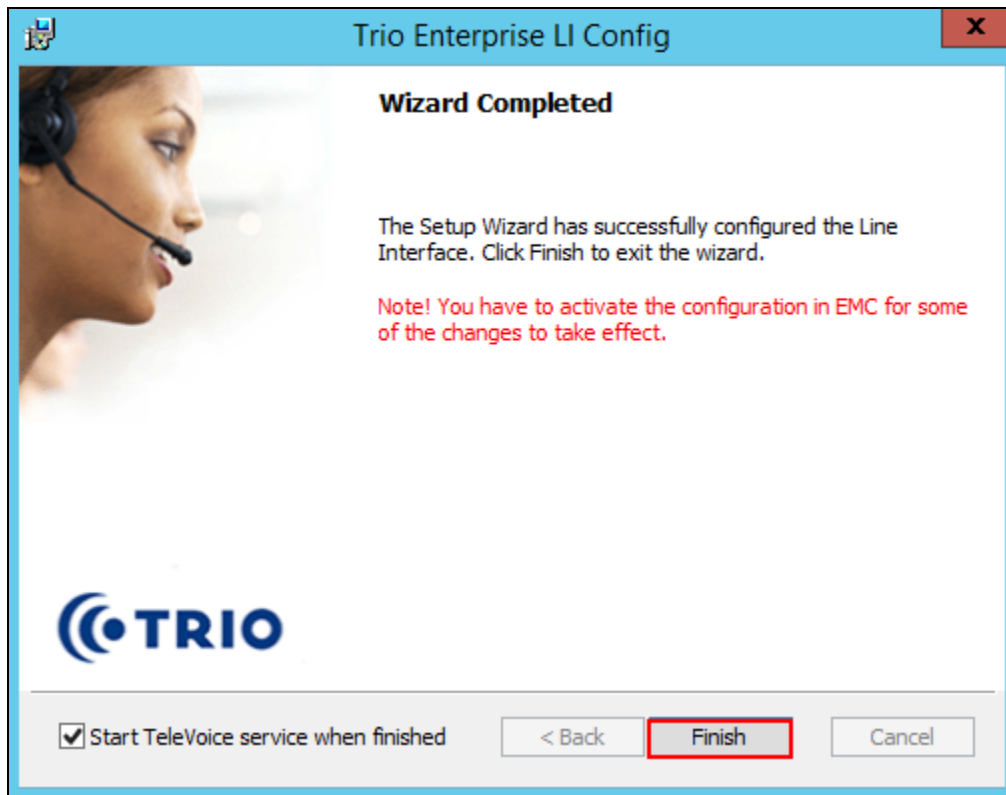 Trio Enterprise LI Config
x
Wizard Completed
The Setup Wizard has successfully configured the Line
Interface. Click Finish to exit the wizard.
Note! You have to activate the configuration in EMC for some
of the changes to take effect.
TRIO
Start TeleVoice service when finished
< Back
Finish
Cancel